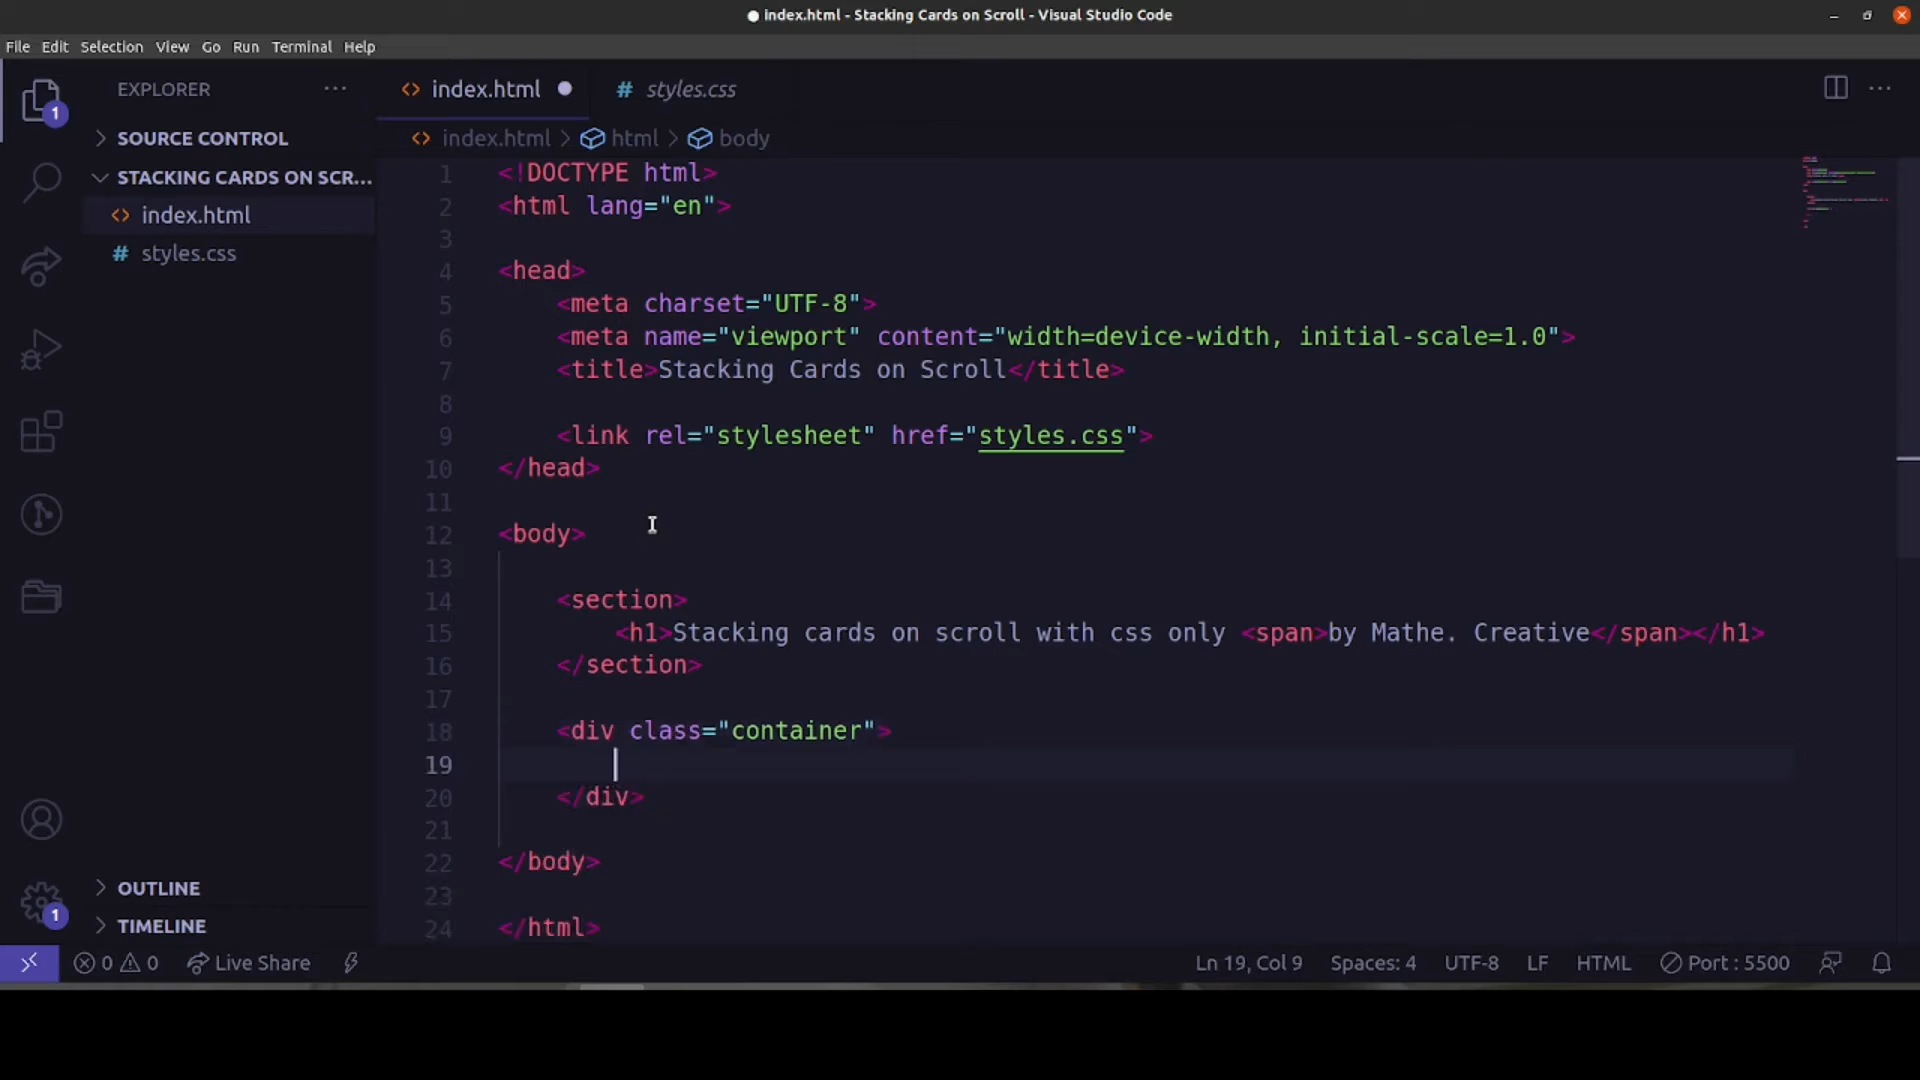 index.html - Stacking Cards on Scroll - Visual Studio Code
File Edit Selection View Go Run Terminal Help
EXPLORER
SOURCE CONTROL
STACKING CARDS ON SCR...
index.html
styles.css
OUTLINE
TIMELINE
1
1
index.html
# styles.css
index.html > html > body
1 <!DOCTYPE html>
2 <html lang="en">
3
4 <head>
5 <meta charset="UTF-8">
6 <meta name="viewport" content="width=device-width, initial-scale=1.0">
7 <title>Stacking Cards on Scroll</title>
8
9 <link rel="stylesheet" href="styles.css">
10 </head>
11
12 <body>
13
14 <section>
15 <h1>Stacking cards on scroll with css only <span>by Mathe. Creative</span></h1>
16 </section>
17
18 <div class="container">
19
20 </div>
21
22 </body>
23
24 </html>
0 0 Live Share Ln 19, Col 9 Spaces: 4 UTF-8 LF HTML Port : 5500